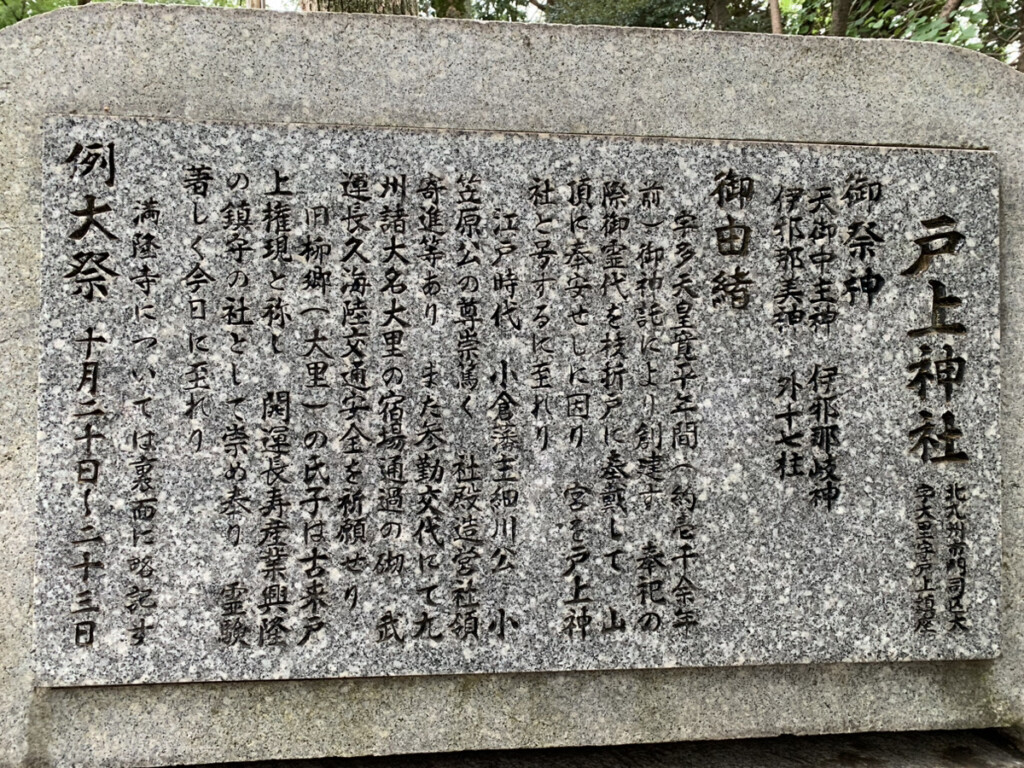 戸上神社
北九州市門司区大
字大里字戸上鎮座
御祭神
天御中主神　伊邪那岐神
伊邪那美神　外十七柱
御由緒
宇多天皇寛平年間(約壱千余年
前)御神託により創建す　奉祀の
際御霊代を枝折戸に奉戴して　山
頂に奉安せしに因り　宮を戸上神
社と号するに至れり
江戸時代　小倉藩主細川公　小
笠原公の尊崇篤く　社殿造営社領
寄進等あり　また参勤交代にて九
州諸大名大里の宿場通過の砌　武
運長久海陸交通安全を祈願せり
旧柳郷(大里)の氏子は古来戸
上権現と称し　開運長寿産業興隆
の鎮守の社として崇め奉り　霊験
著しく今日に至れり
満隆寺については裏面に略記す
例大祭　十月二十日〜二十三日